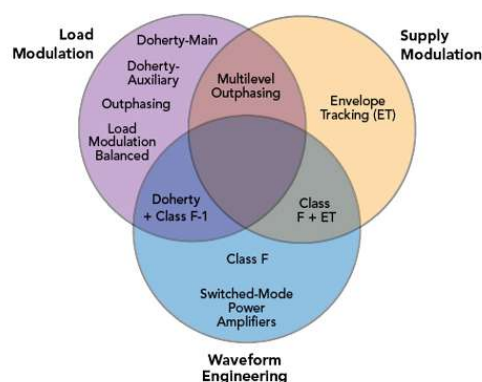 Load
Modulation
Supply
Modulation
Doherty-Main
Doherty-
Auxiliary
Outphasing
Load
Modulation
Balanced
Multilevel
Outphasing
Envelope
Tracking (ET)
Doherty
+ Class F-1
Class
F + ET
Class F
Switched-Mode
Power
Amplifiers
Waveform
Engineering